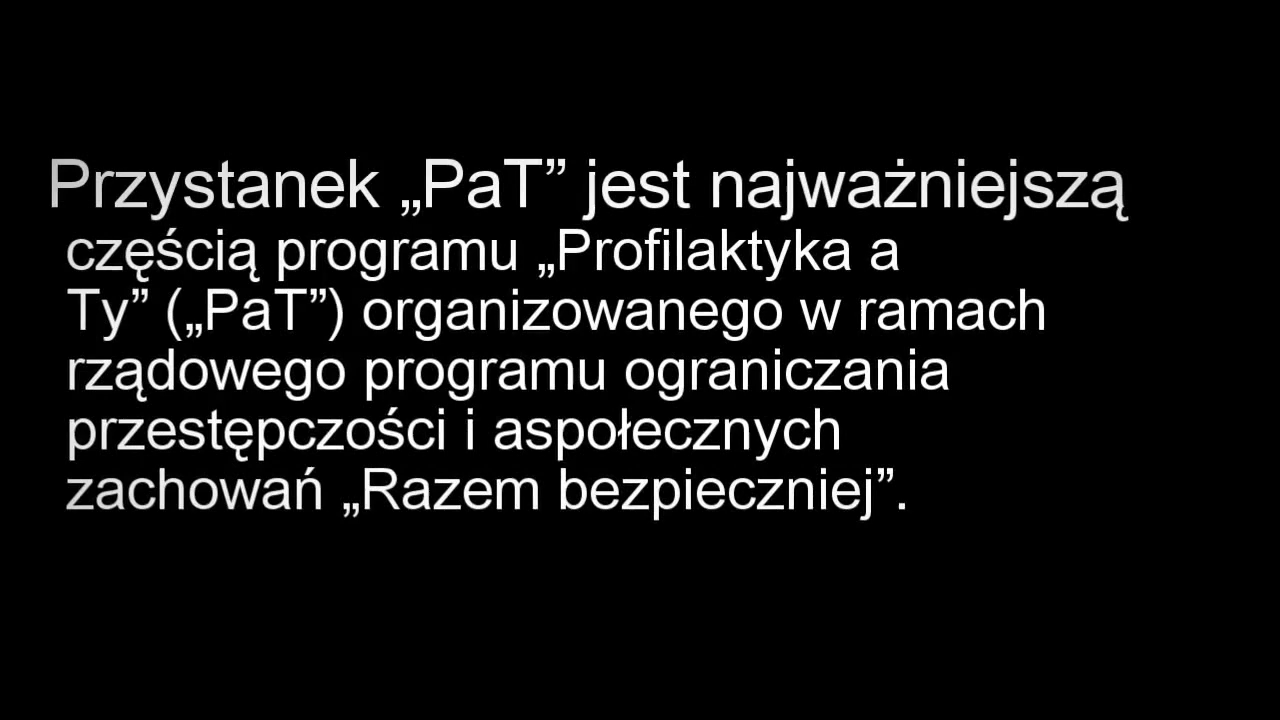 Przystanek „PaT” jest najważniejszą
częścią programu „Profilaktyka a
Ty” („PaT”) organizowanego w ramach
rządowego programu ograniczania
przestępczości i aspołecznych
zachowań „Razem bezpieczniej”.